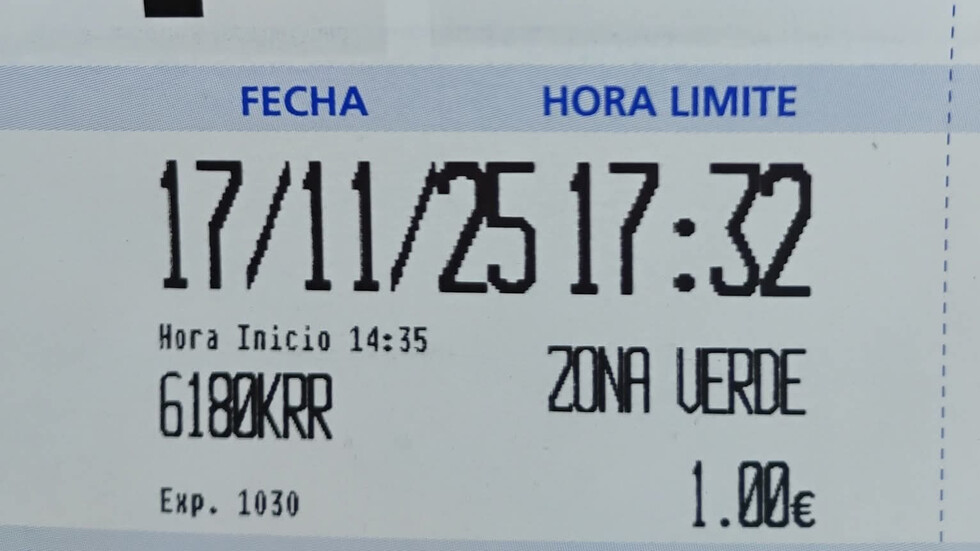 FECHA HORA LIMITE
17/11/25 17:32
Hora Inicio 14:35
ZONA VERDE
6180KRR
Exp. 1030
1.00€